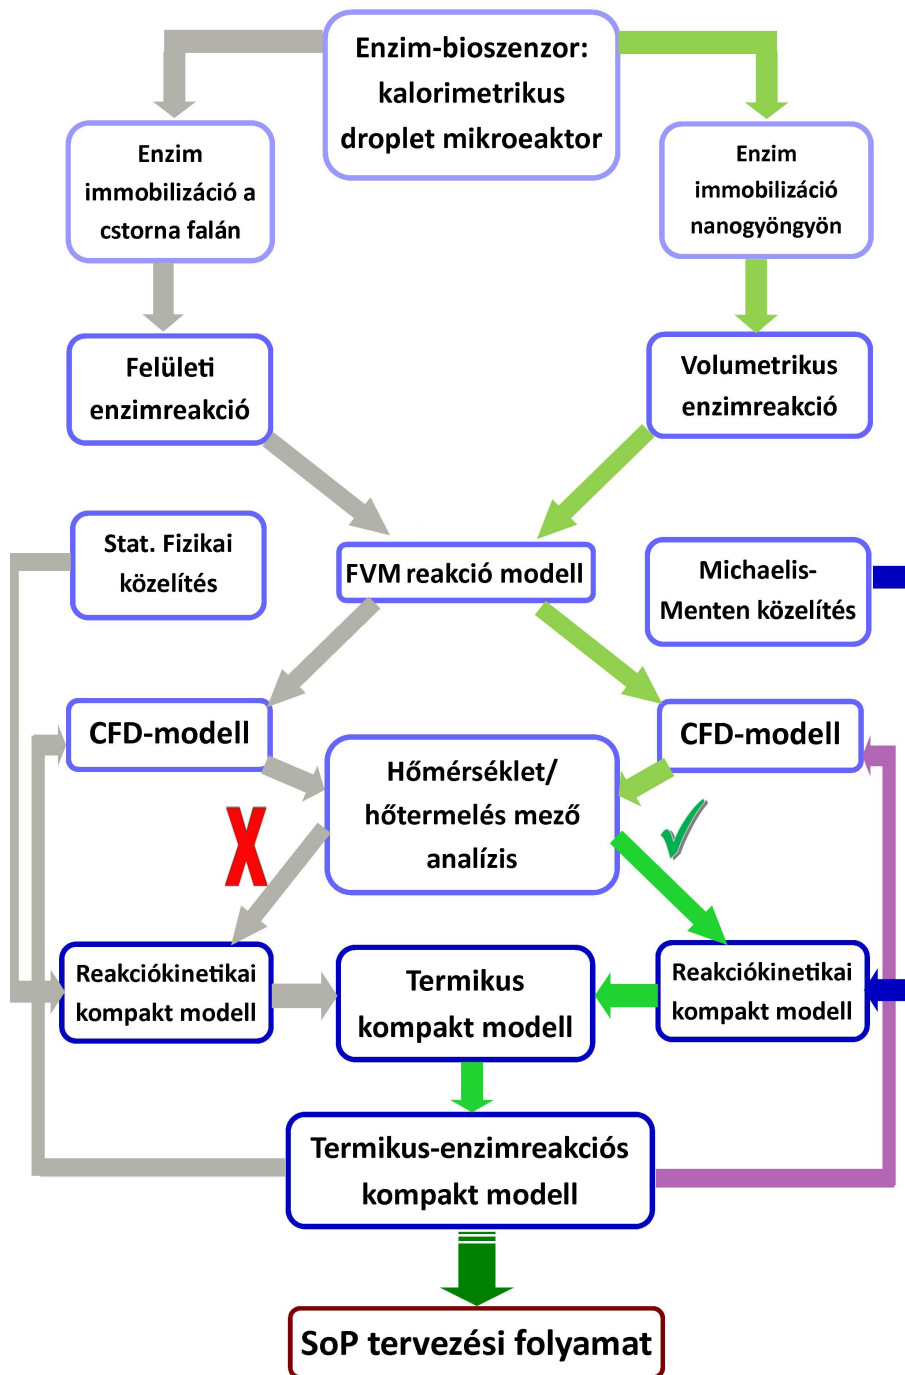 Enzim-bioszenzor:
kalorimetrikus
droplet mikroeaktor
Enzim
immobilizáció a
cstorna falán
Enzim
immobilizáció
nanogyöngyön
Felületi
enzimreakció
Volumetrikus
enzimreakció
Stat. Fizikai
közelítés
FVM reakció modell
Michaelis-
Menten közelítés
CFD-modell
CFD-modell
Hőmérséklet/
hőtermelés mező
analízis
Reakciókinetikai
kompakt modell
Termikus
kompakt modell
Reakciókinetikai
kompakt modell
Termikus-enzimreakciós
kompakt modell
SoP tervezési folyamat